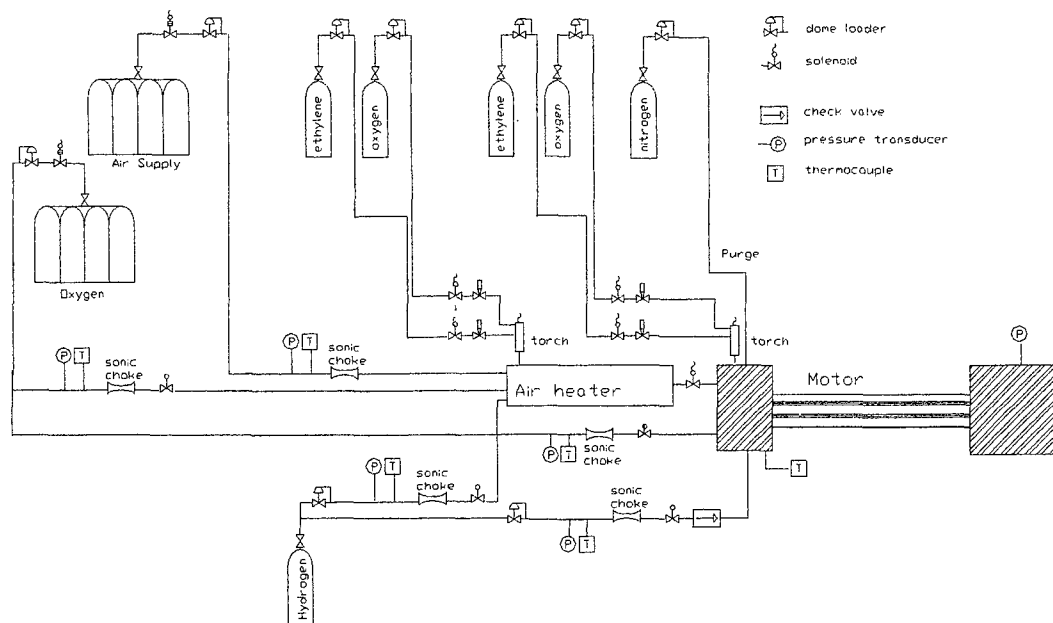 dome loader
solenoid
check valve
P
pressure transducer
T
thermocouple
Air Supply
Oxygen
ethylene
oxygen
ethylene
oxygen
nitrogen
Purge
torch
torch
P
T
sonic
choke
P
T
sonic
choke
Air heater
Motor
P
P
T
sonic
choke
T
P
T
sonic
choke
sonic
choke
P
T
Hydrogen